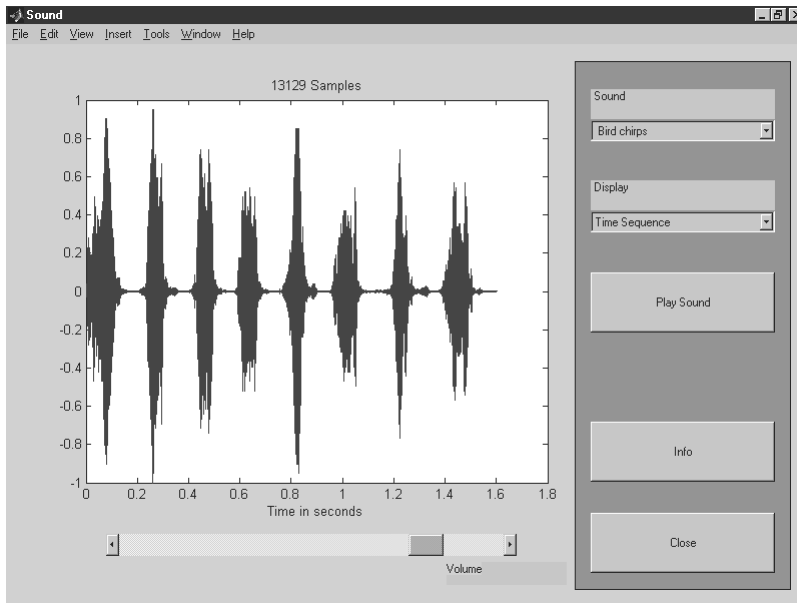 Sound
File Edit View Insert Tools Window Help
13129 Samples
1
0.8
0.6
0.4
0.2
0
-0.2
-0.4
-0.6
-0.8
-1
0 0.2 0.4 0.6 0.8 1 1.2 1.4 1.6 1.8
Time in seconds
Volume
Sound
Bird chirps
Display
Time Sequence
Play Sound
Info
Close